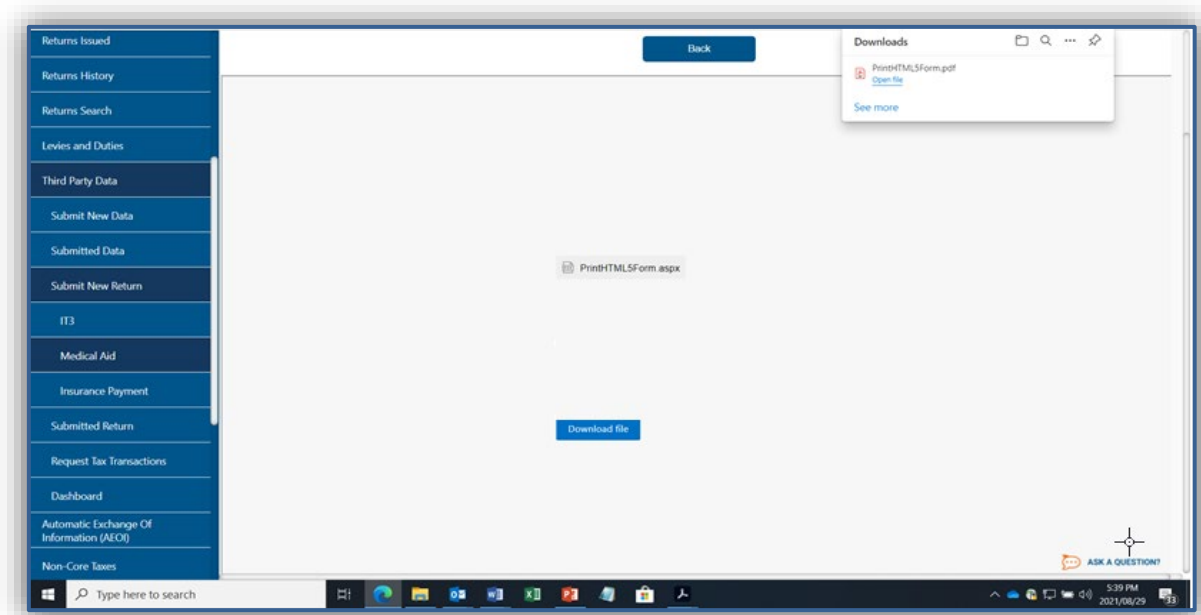 Returns Issued
Returns History
Returns Search
Levies and Duties
Third Party Data
Submit New Data
Submitted Data
Submit New Return
IT3
Medical Aid
Insurance Payment
Submitted Return
Request Tax Transactions
Dashboard
Automatic Exchange Of
Information (AEOI)
Non-Core Taxes
Back
Downloads
PrintHTML5Form.pdf
Open file
See more
PrintHTML5Form.aspx
Download file
ASK A QUESTION?
Type here to search
5:39 PM
2021/08/29
33